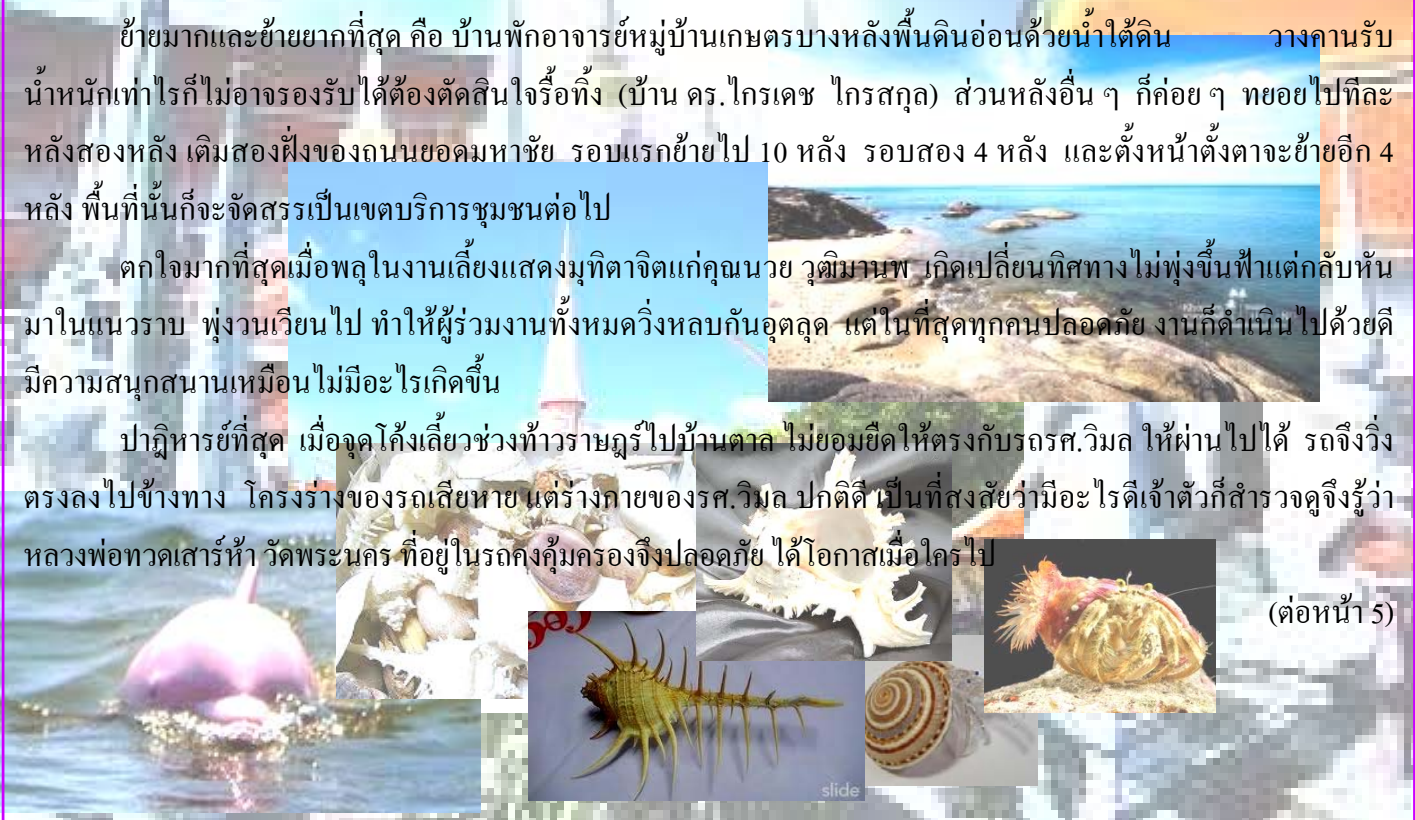 ย้ายมากและย้ายยากที่สุด คือ บ้านพักอาจารย์หมู่บ้านเกษตรบางหลังพื้นดินอ่อนด้วยน้ำใต้ดิน วางคานรับ
น้ำหนักเท่าไรก็ไม่อาจรองรับได้ต้องตัดสินใจรื้อทิ้ง (บ้าน ดร.ไกรเดช ไกรสกุล) ส่วนหลังอื่น ๆ ก็ค่อย ๆ ทยอยไปทีละ
หลังสองหลัง เติมสองฝั่งของถนนยอดมหาชัย รอบแรกย้ายไป 10 หลัง รอบสอง 4 หลัง และตั้งหน้าตั้งตาจะย้ายอีก 4
หลัง พื้นที่นั้นก็จะจัดสรรเป็นเขตบริการชุมชนต่อไป
ตกใจมากที่สุดเมื่อพลุในงานเลี้ยงแสดงมุทิตาจิตแก่คุณนวย วุฒิมานพ เกิดเปลี่ยนทิศทางไม่พุ่งขึ้นฟ้าแต่กลับหัน
มาในแนวราบ พุ่งวนเวียนไป ทำให้ผู้ร่วมงานทั้งหมดวิ่งหลบกันอุตลุด แต่ในที่สุดทุกคนปลอดภัย งานก็ดำเนินไปด้วยดี
มีความสนุกสนานเหมือนไม่มีอะไรเกิดขึ้น
ปาฎิหารย์ที่สุด เมื่อจุดโค้งเลี้ยวช่วงท้าวราษฎร์ไปบ้านตาล ไม่ยอมยืดให้ตรงกับรถรศ.วิมล ให้ผ่านไปได้ รถจึงวิ่ง
ตรงลงไปข้างทาง โครงร่างของรถเสียหาย แต่ร่างกายของรศ.วิมล ปกติดี เป็นที่สงสัยว่ามีอะไรดีเจ้าตัวก็สำรวจดูจึงรู้ว่า
หลวงพ่อทวดเสาร์ห้า วัดพระนคร ที่อยู่ในรถคงคุ้มครองจึงปลอดภัย ได้โอกาสเมื่อใครไป
(ต่อหน้า 5)
slide